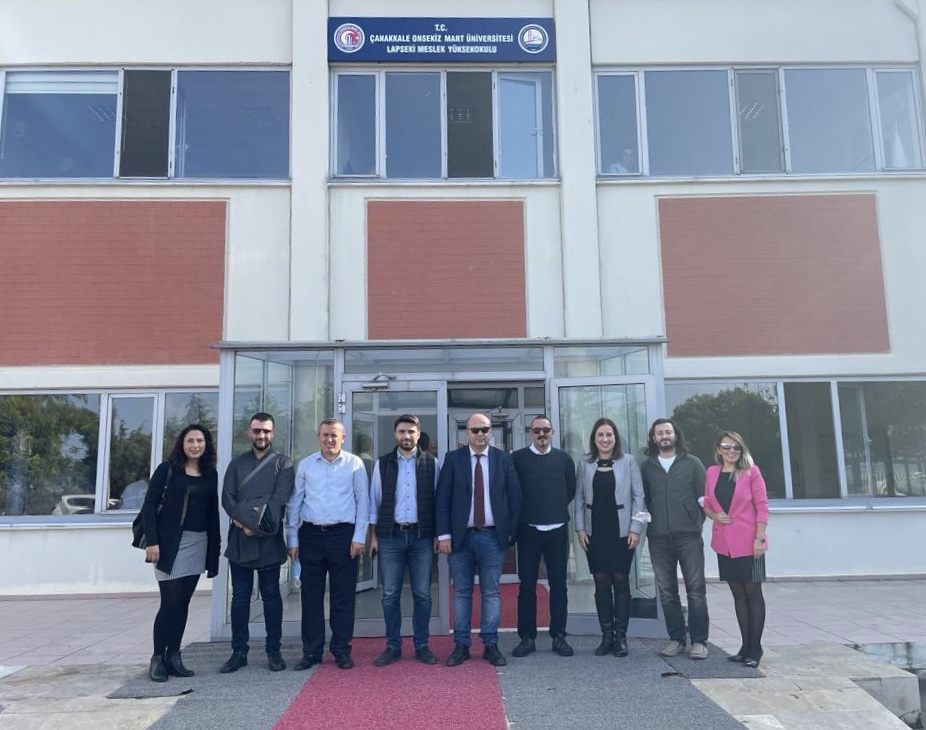 T.C.
ÇANAKKALE ONSEKİZ MART ÜNİVERSİTESİ
LAPSEKİ MESLEK YÜKSEKOKULU